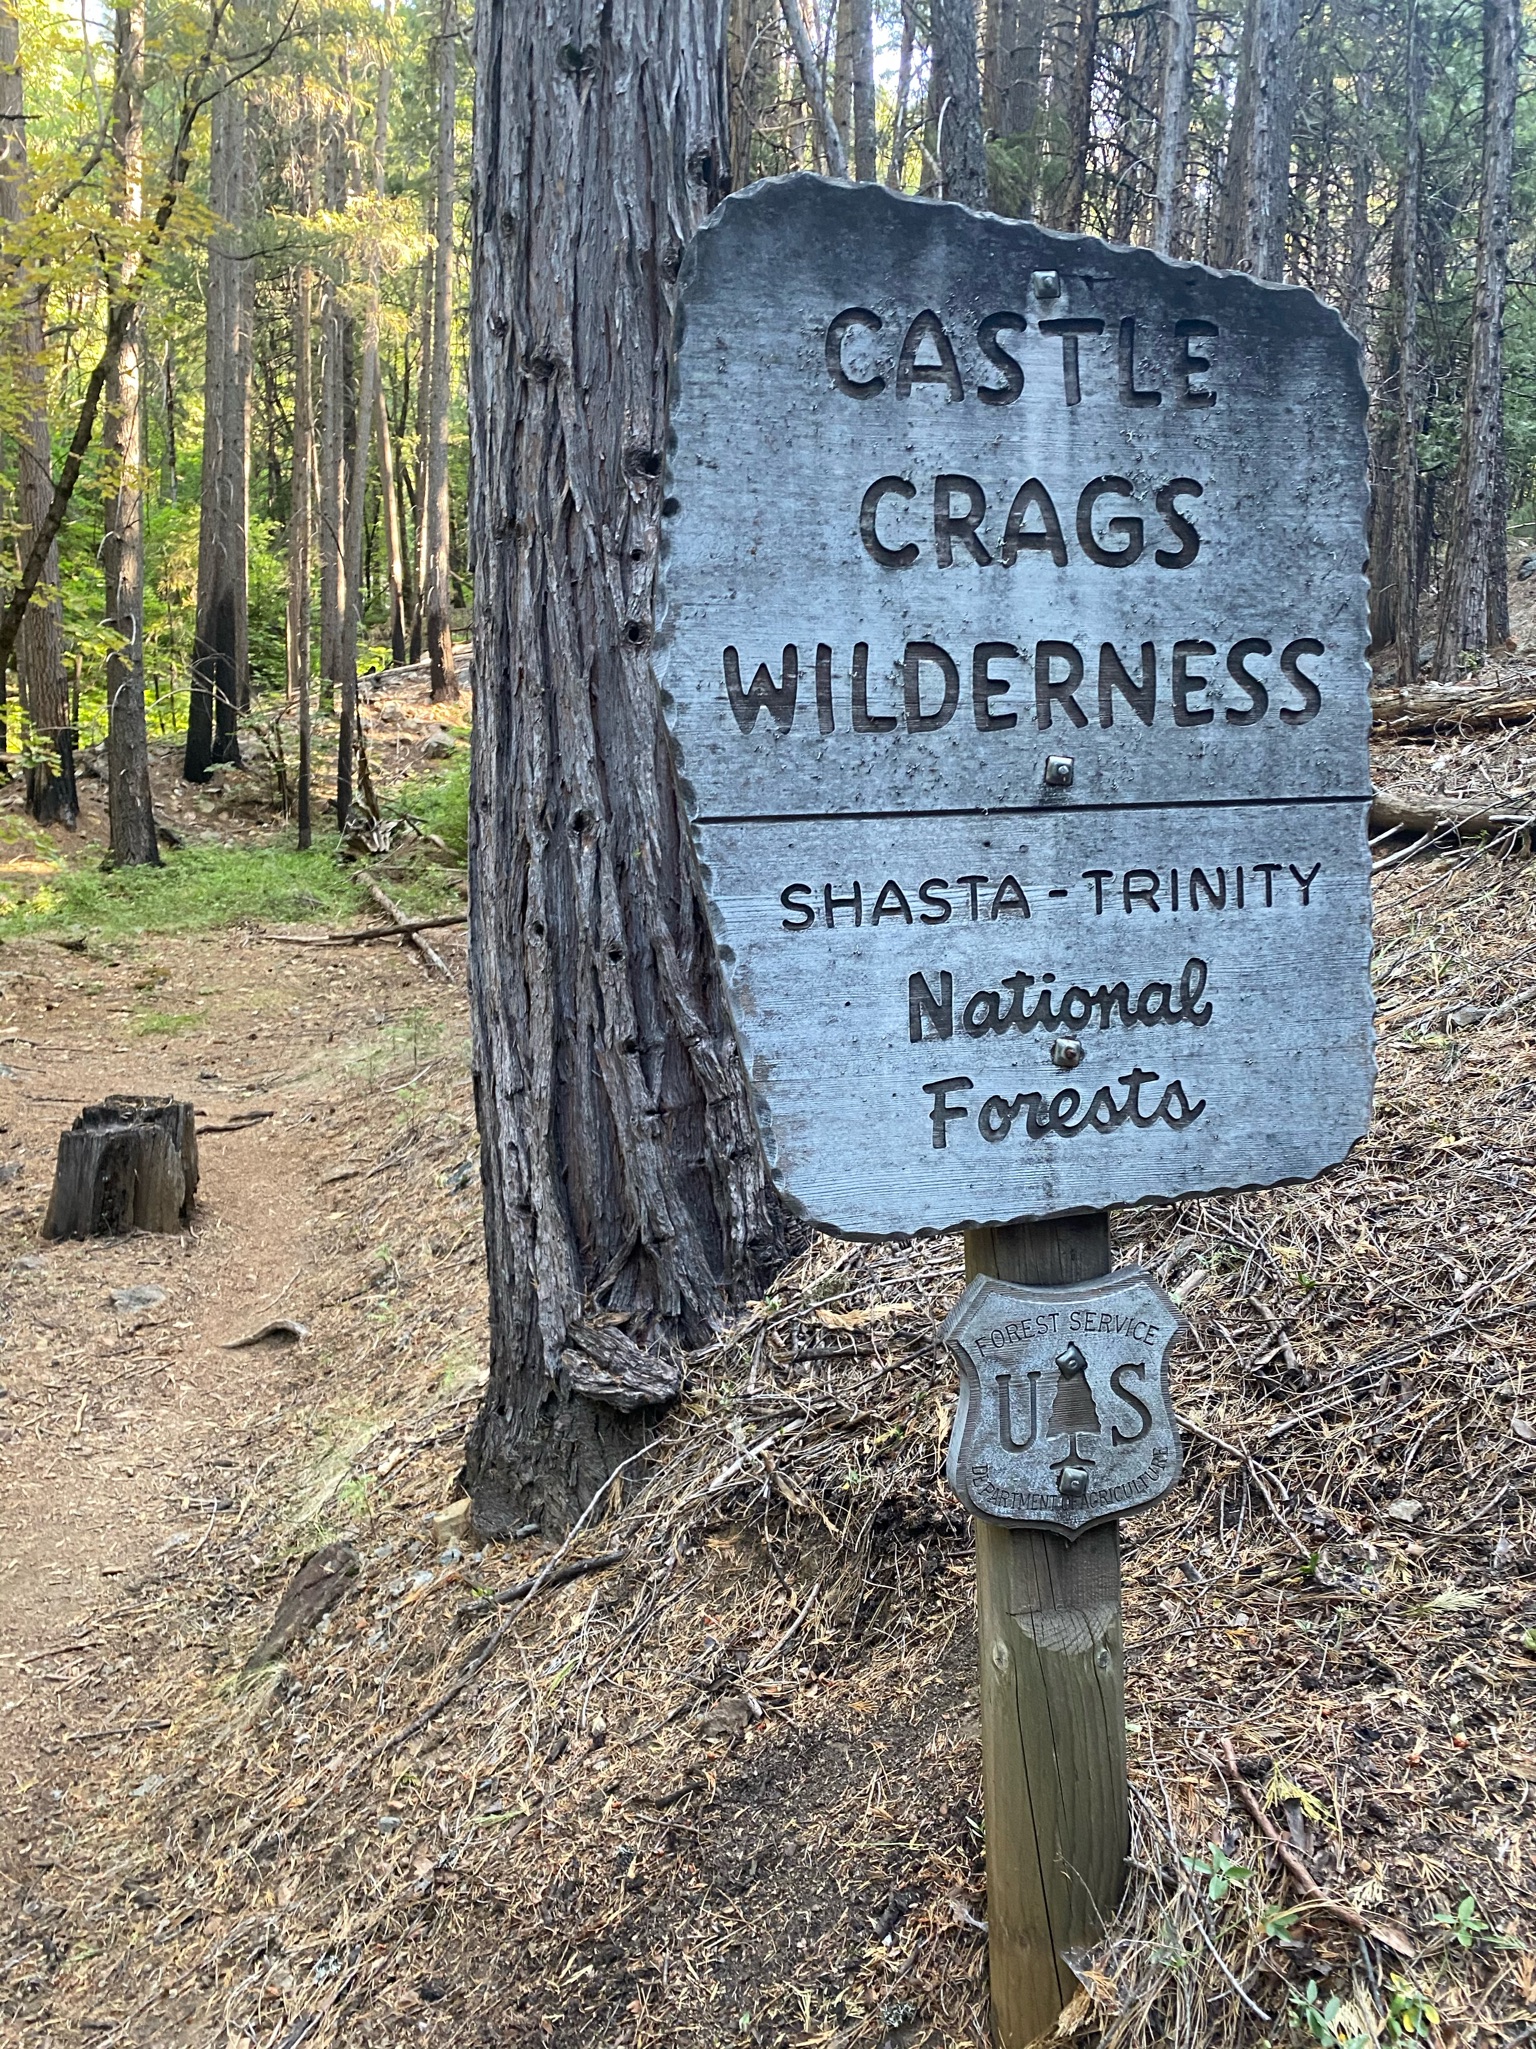 CASTLE
CRAGS
WILDERNESS
SHASTA-TRINITY
National
Forests
FOREST SERVICE
U S
DEPARTMENT OF AGRICULTURE